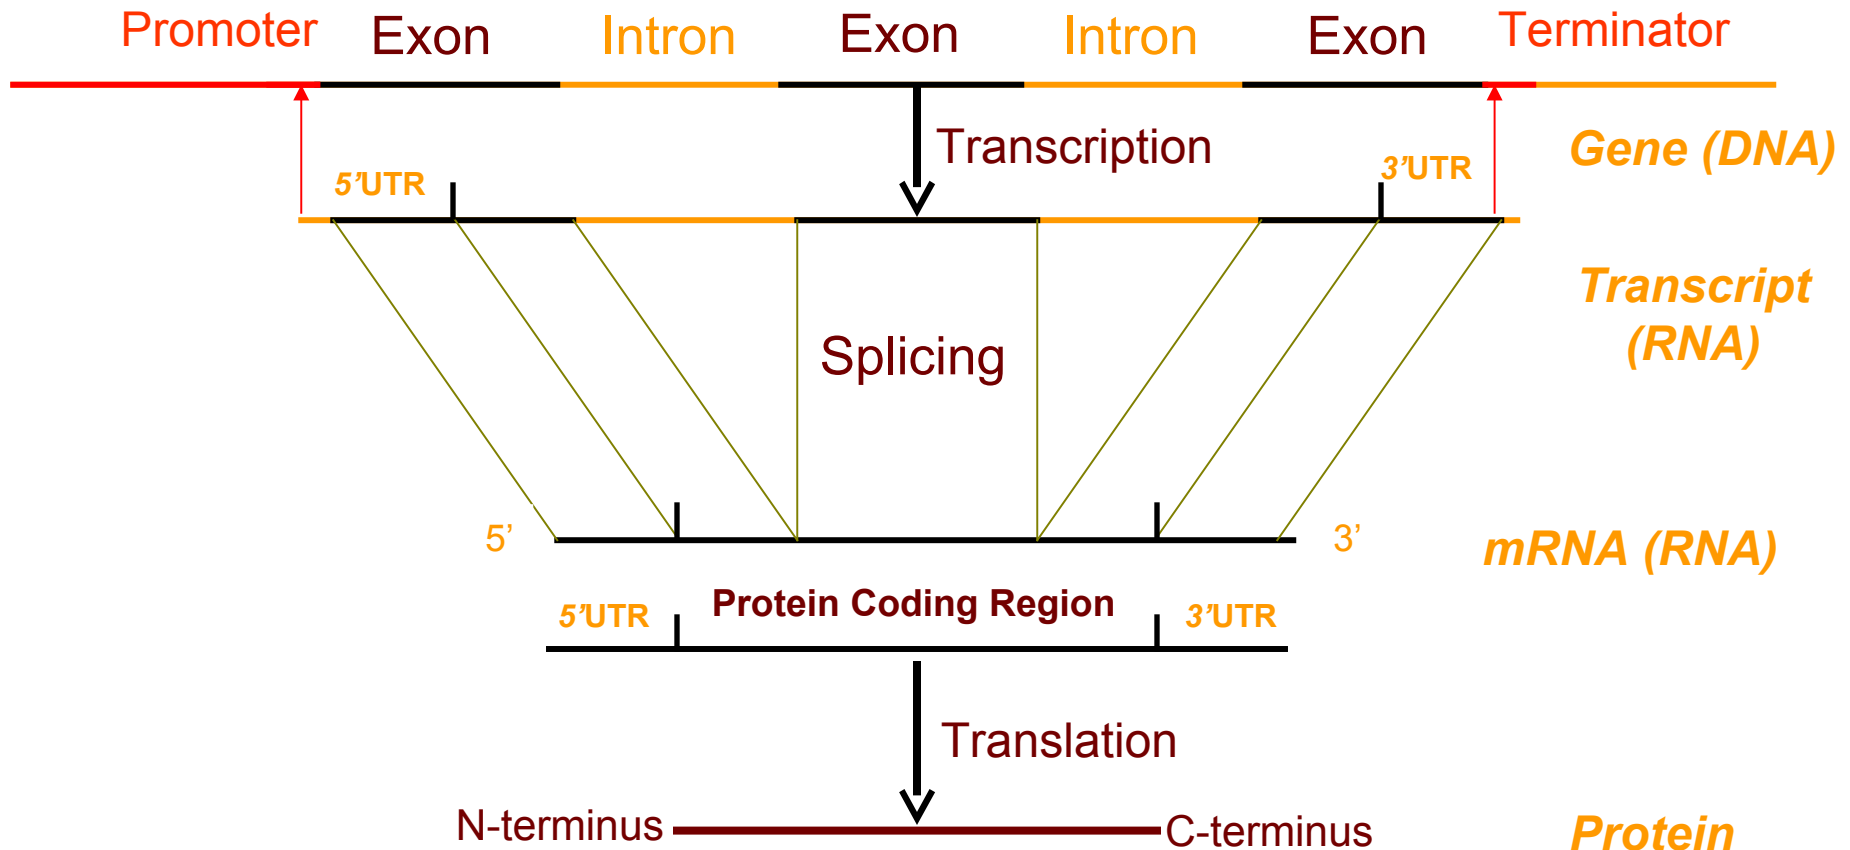 Promoter Exon Intron Exon Intron Exon Terminator
Transcription
Gene (DNA)
5’UTR
3’UTR
Transcript
(RNA)
Splicing
5’
3’
mRNA (RNA)
5’UTR
Protein Coding Region
3’UTR
Translation
N-terminus
C-terminus
Protein